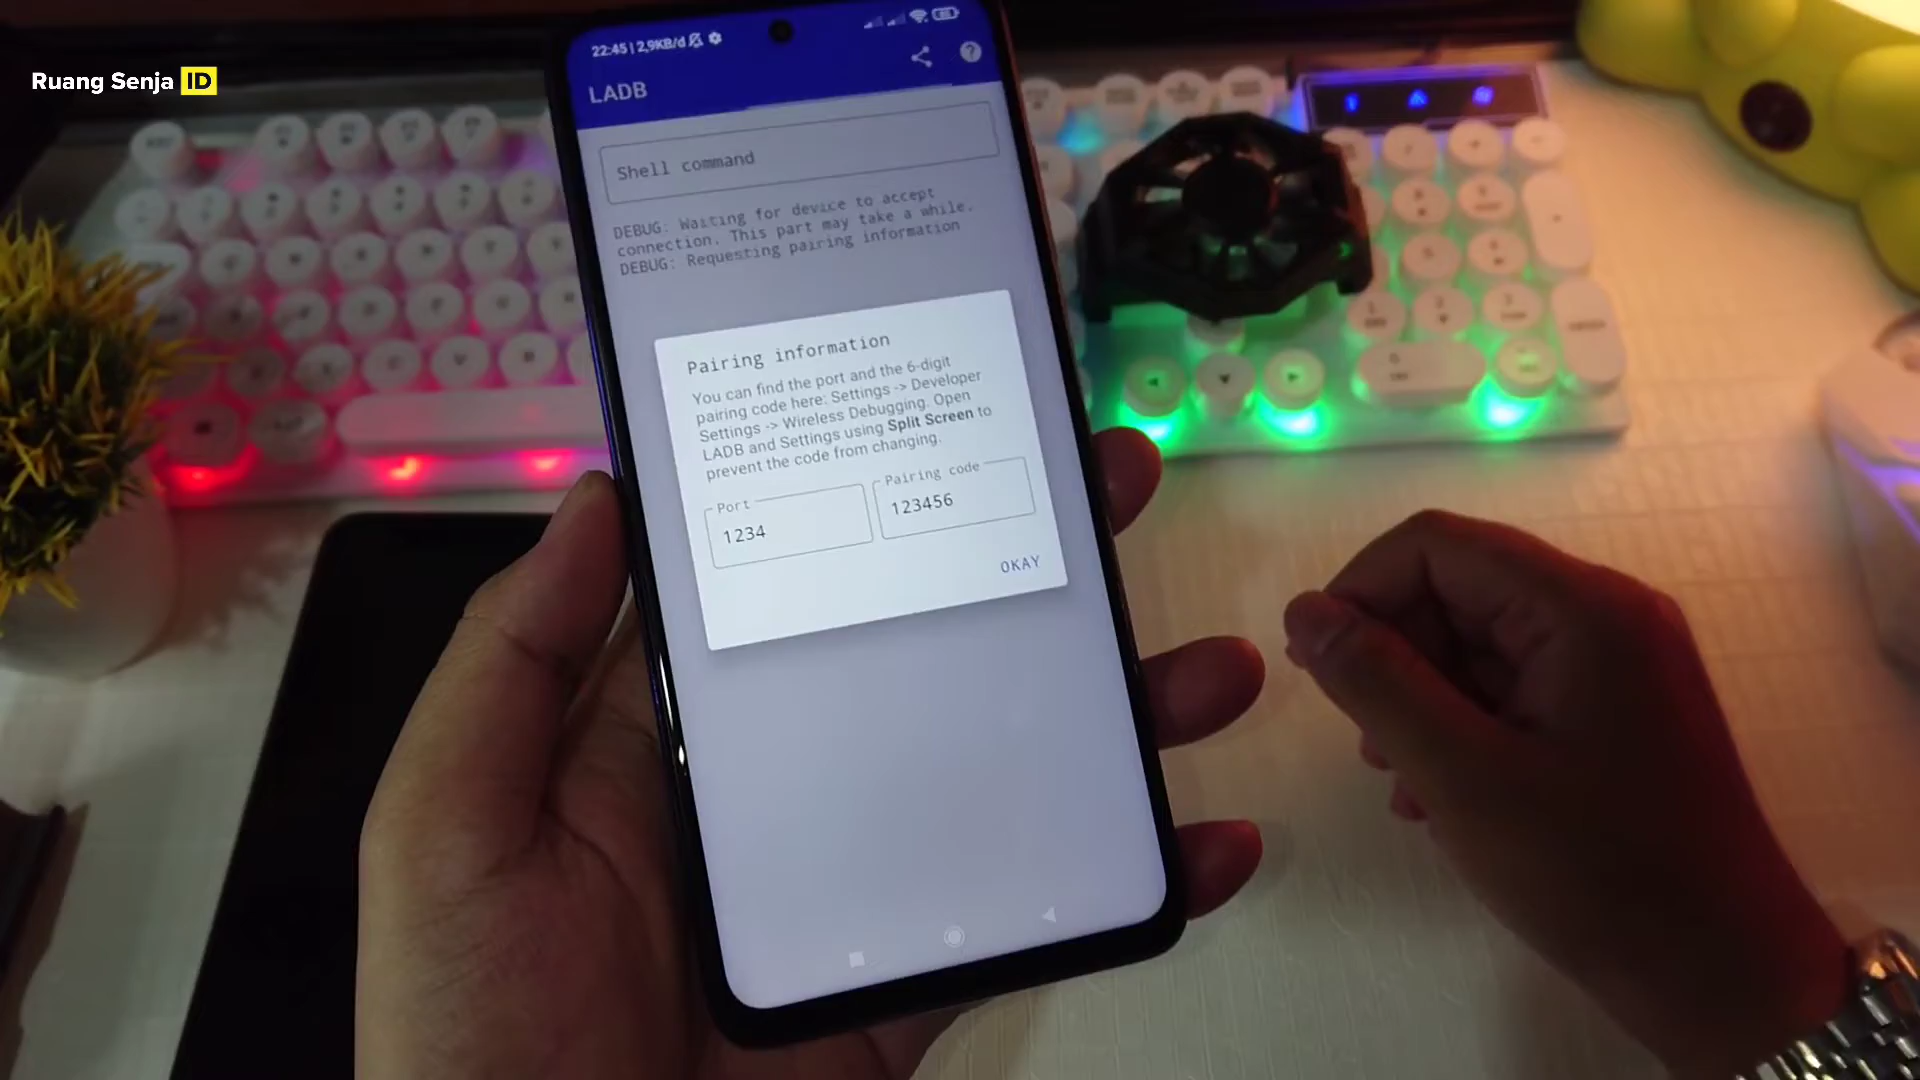 Ruang Senja ID
22:45 | 2,9KB/d
LADB
Shell command
DEBUG: Waiting for device to accept
connection. This part may take a while.
DEBUG: Requesting pairing information
Pairing information
You can find the port and the 6-digit
pairing code here: Settings -> Developer
Settings -> Wireless Debugging. Open
LADB and Settings using Split Screen to
prevent the code from changing.
Port
1234
Pairing code
123456
OKAY